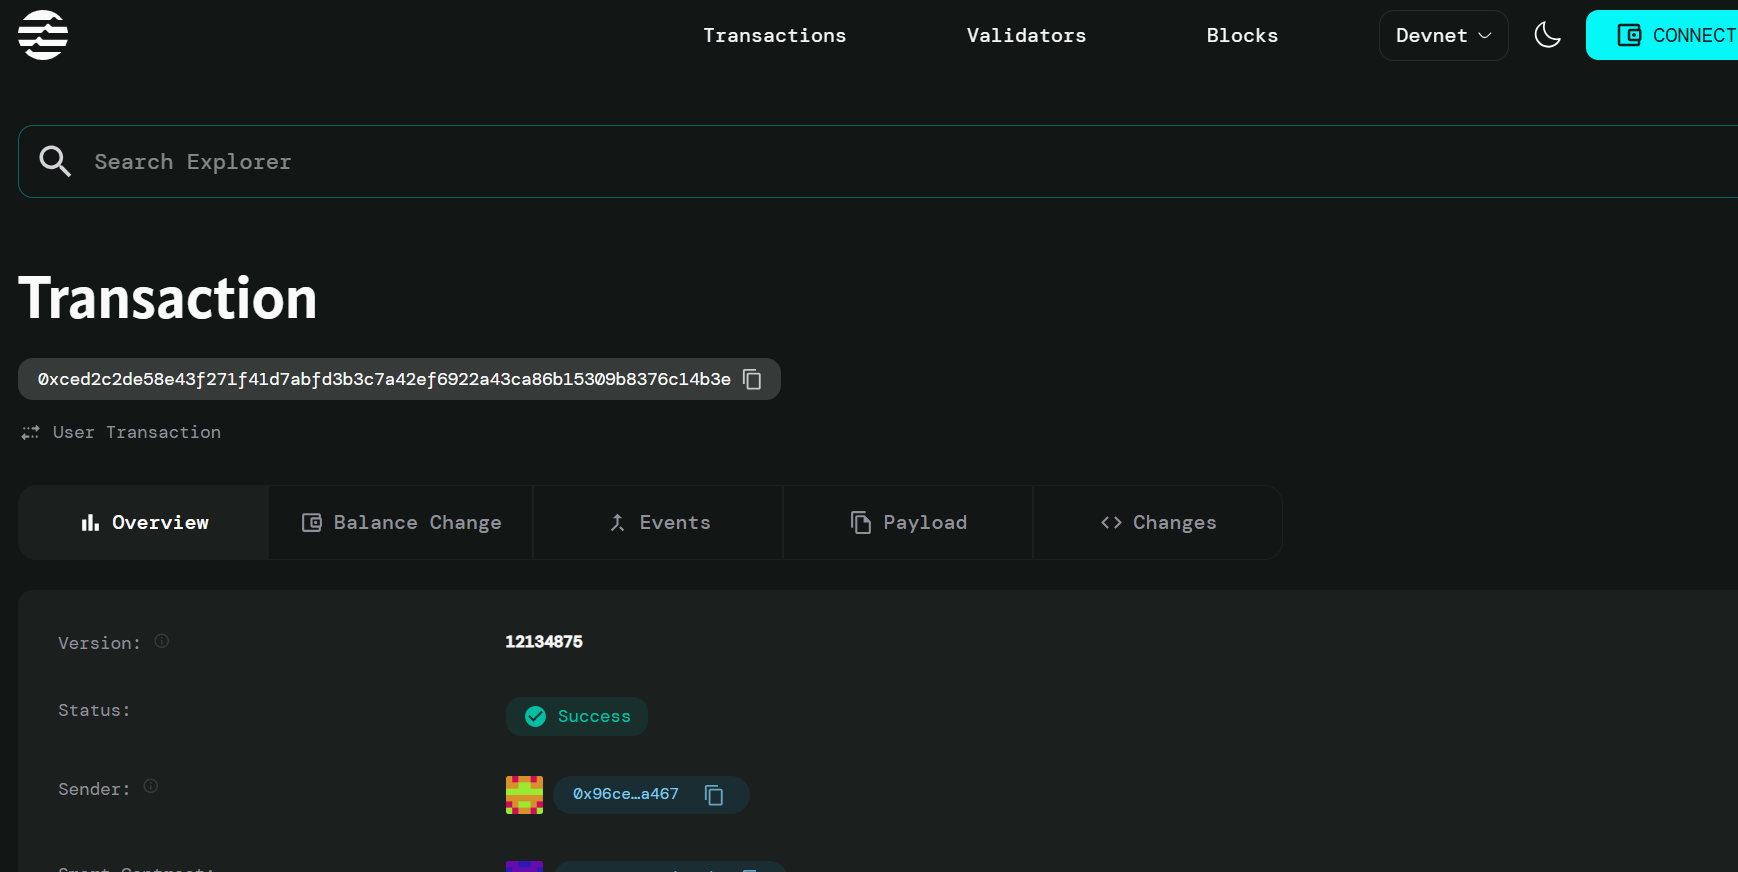 Transactions Validators Blocks Devnet CONNECT
Search Explorer
Transaction
0xced2c2de58e43f271f41d7abfd3b3c7a42ef6922a43ca86b15309b8376c14b3e
User Transaction
Overview Balance Change Events Payload Changes
Version: 12134875
Status: Success
Sender: 0x96ce…a467